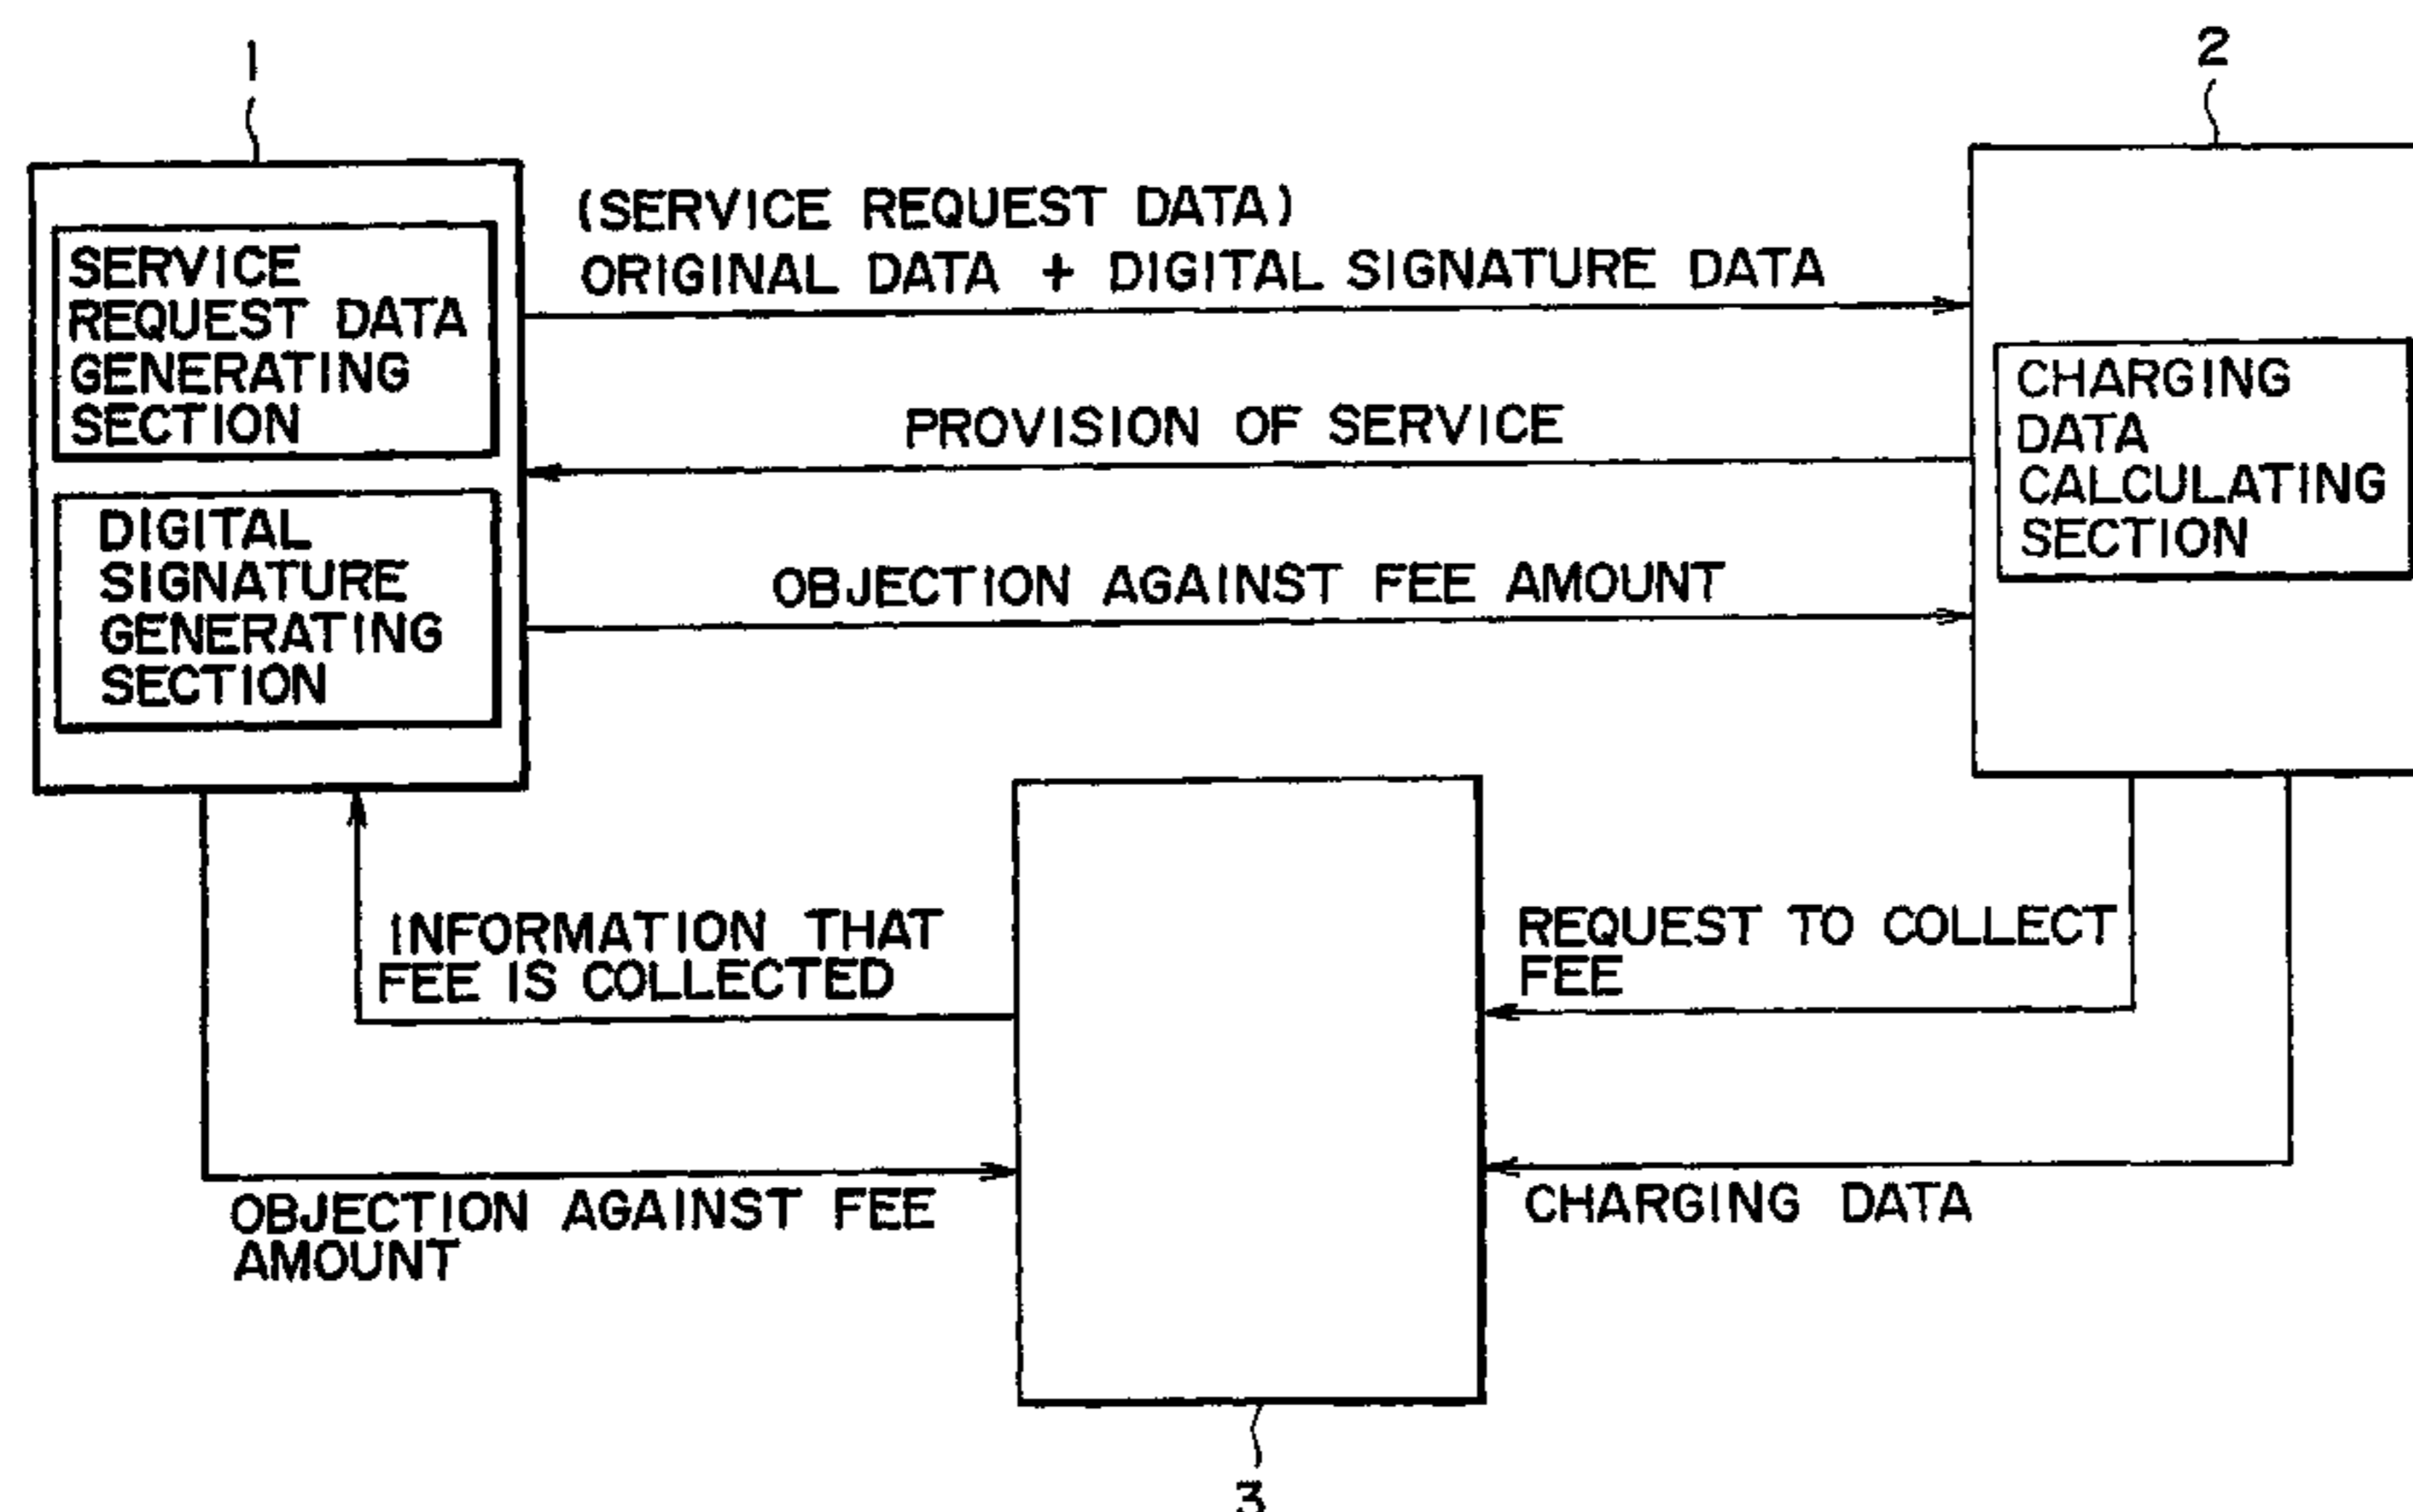 1
2
SERVICE
REQUEST DATA
GENERATING
SECTION
DIGITAL
SIGNATURE
GENERATING
SECTION
(SERVICE REQUEST DATA)
ORIGINAL DATA + DIGITAL SIGNATURE DATA
PROVISION OF SERVICE
OBJECTION AGAINST FEE AMOUNT
CHARGING
DATA
CALCULATING
SECTION
INFORMATION THAT
FEE IS COLLECTED
REQUEST TO COLLECT
FEE
OBJECTION AGAINST FEE
AMOUNT
CHARGING DATA
3